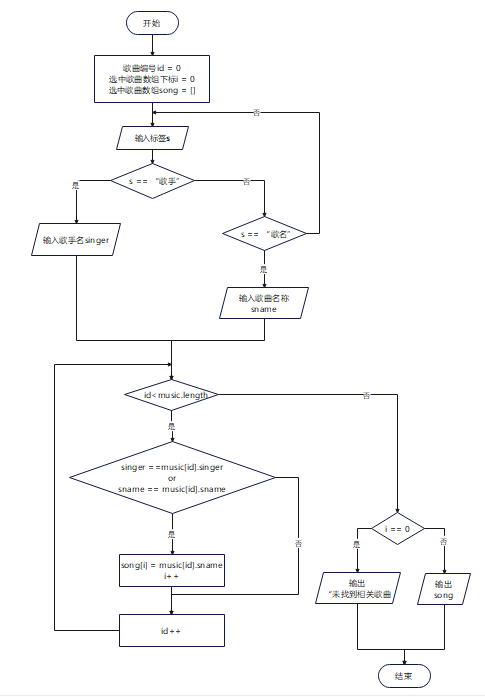 开始
歌曲编号id = 0
选中歌曲数组下标i = 0
选中歌曲数组song = []
否
输入标签s
s == “歌手”
是
否
输入歌手名singer
s == “歌名”
是
输入歌曲名称
sname
id<music.length
否
是
singer ==music[id].singer
or
sname == music[id].sname
i == 0
是
否
是
否
song[i] = music[id].sname
i++
输出
“未找到相关歌曲
输出
song
id++
结束